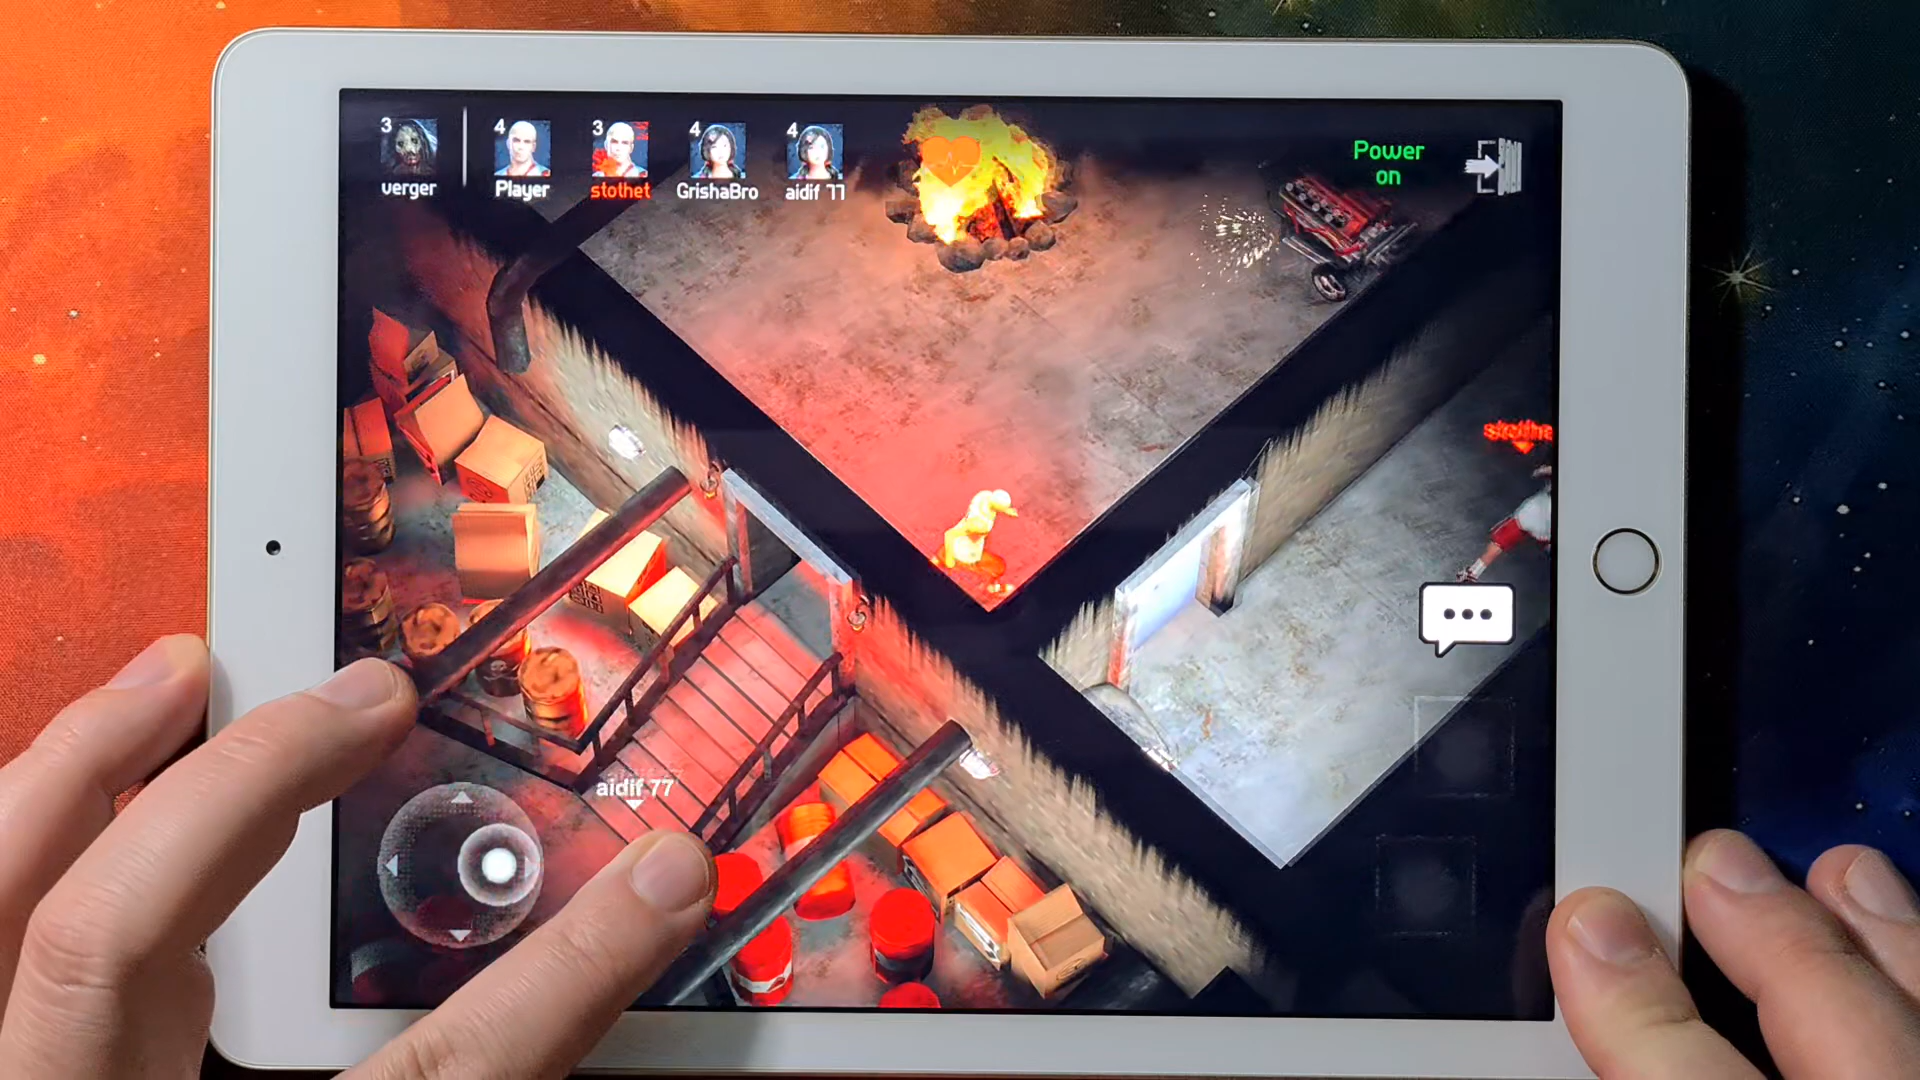 3
verger
4
Player
3
stolhet
4
GrishaBro
4
aidif 77
Power
on
aidif 77